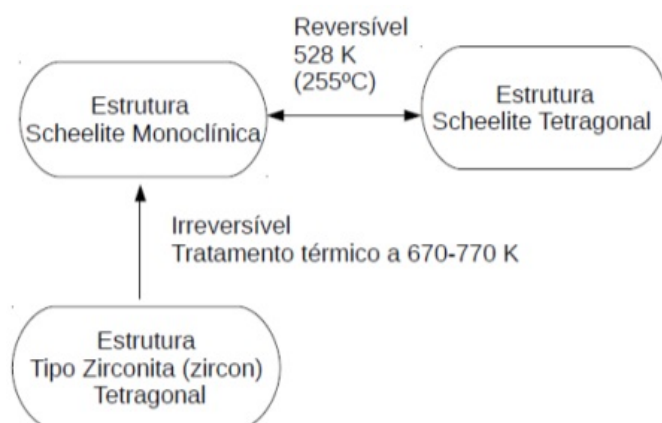 Reversível
528 K
(255ºC)
Estrutura
Scheelite Monoclínica
Estrutura
Scheelite Tetragonal
Irreversível
Tratamento térmico a 670-770 K
Estrutura
Tipo Zirconita (zircon)
Tetragonal